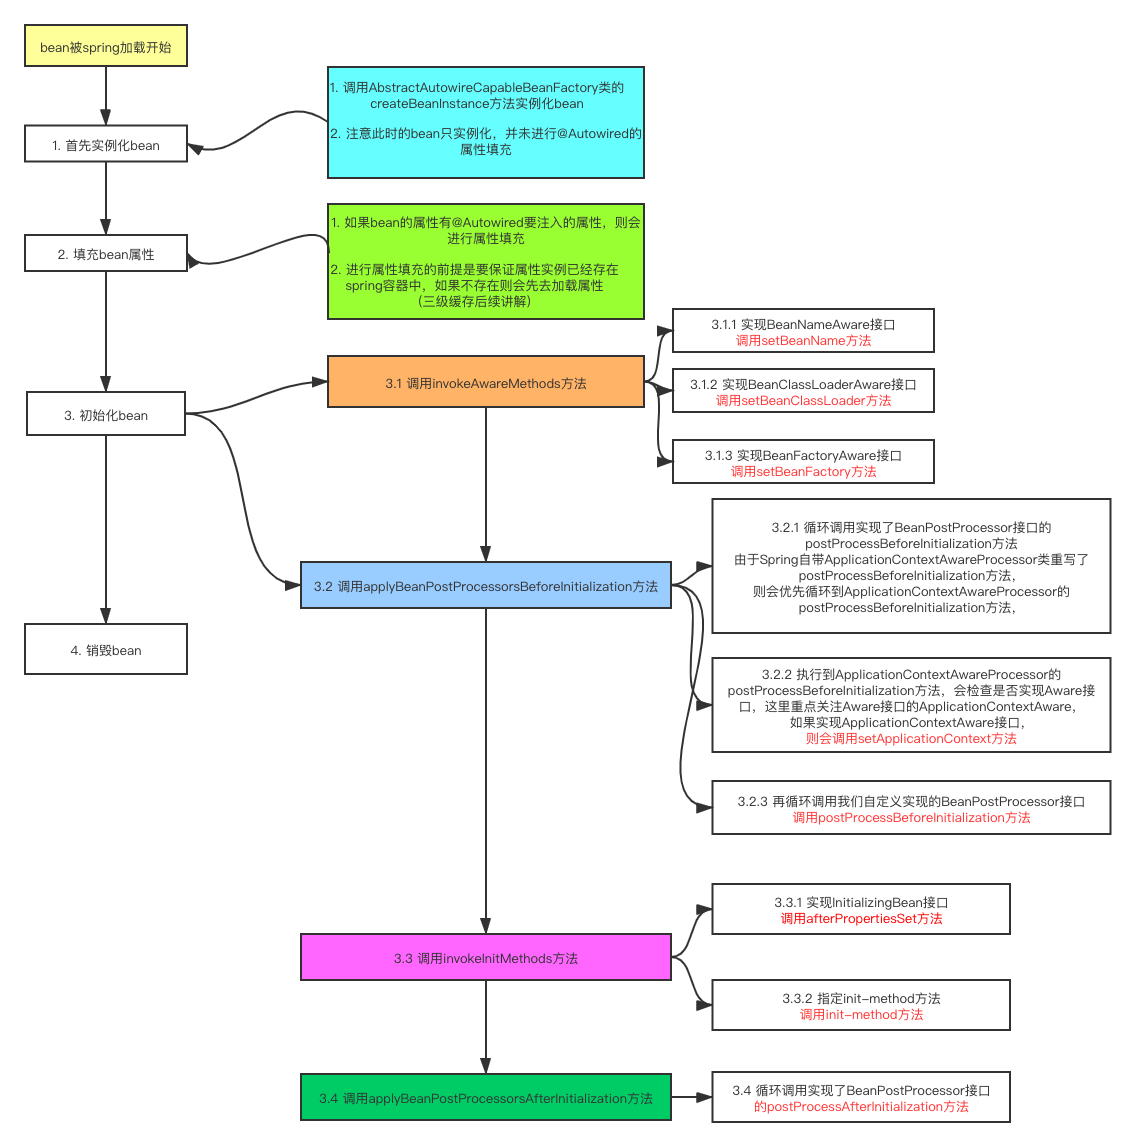 bean被spring加载开始
1. 调用AbstractAutowireCapableBeanFactory类的
createBeanInstance方法实例化bean
2. 注意此时的bean只实例化，并未进行@Autowired的
属性填充
1. 首先实例化bean
1. 如果bean的属性有@Autowired要注入的属性，则会
进行属性填充
2. 进行属性填充的前提是要保证属性实例已经存在
spring容器中，如果不存在则会先去加载属性
（三级缓存后续讲解）
2. 填充bean属性
3. 初始化bean
3.1 调用invokeAwareMethods方法
3.1.1 实现BeanNameAware接口
调用setBeanName方法
3.1.2 实现BeanClassLoaderAware接口
调用setBeanClassLoader方法
3.1.3 实现BeanFactoryAware接口
调用setBeanFactory方法
3.2 调用applyBeanPostProcessorsBeforeInitialization方法
3.2.1 循环调用实现了BeanPostProcessor接口的
postProcessBeforeInitialization方法
由于Spring自带ApplicationContextAwareProcessor类重写了
postProcessBeforeInitialization方法，
则会优先循环到ApplicationContextAwareProcessor的
postProcessBeforeInitialization方法，
3.2.2 执行到ApplicationContextAwareProcessor的
postProcessBeforeInitialization方法，会检查是否实现Aware接
口，这里重点关注Aware接口的ApplicationContextAware，
如果实现ApplicationContextAware接口，
则会调用setApplicationContext方法
3.2.3 再循环调用我们自定义实现的BeanPostProcessor接口
调用postProcessBeforeInitialization方法
4. 销毁bean
3.3 调用invokeInitMethods方法
3.3.1 实现InitializingBean接口
调用afterPropertiesSet方法
3.3.2 指定init-method方法
调用init-method方法
3.4 调用applyBeanPostProcessorsAfterInitialization方法
3.4 循环调用实现了BeanPostProcessor接口
的postProcessAfterInitialization方法